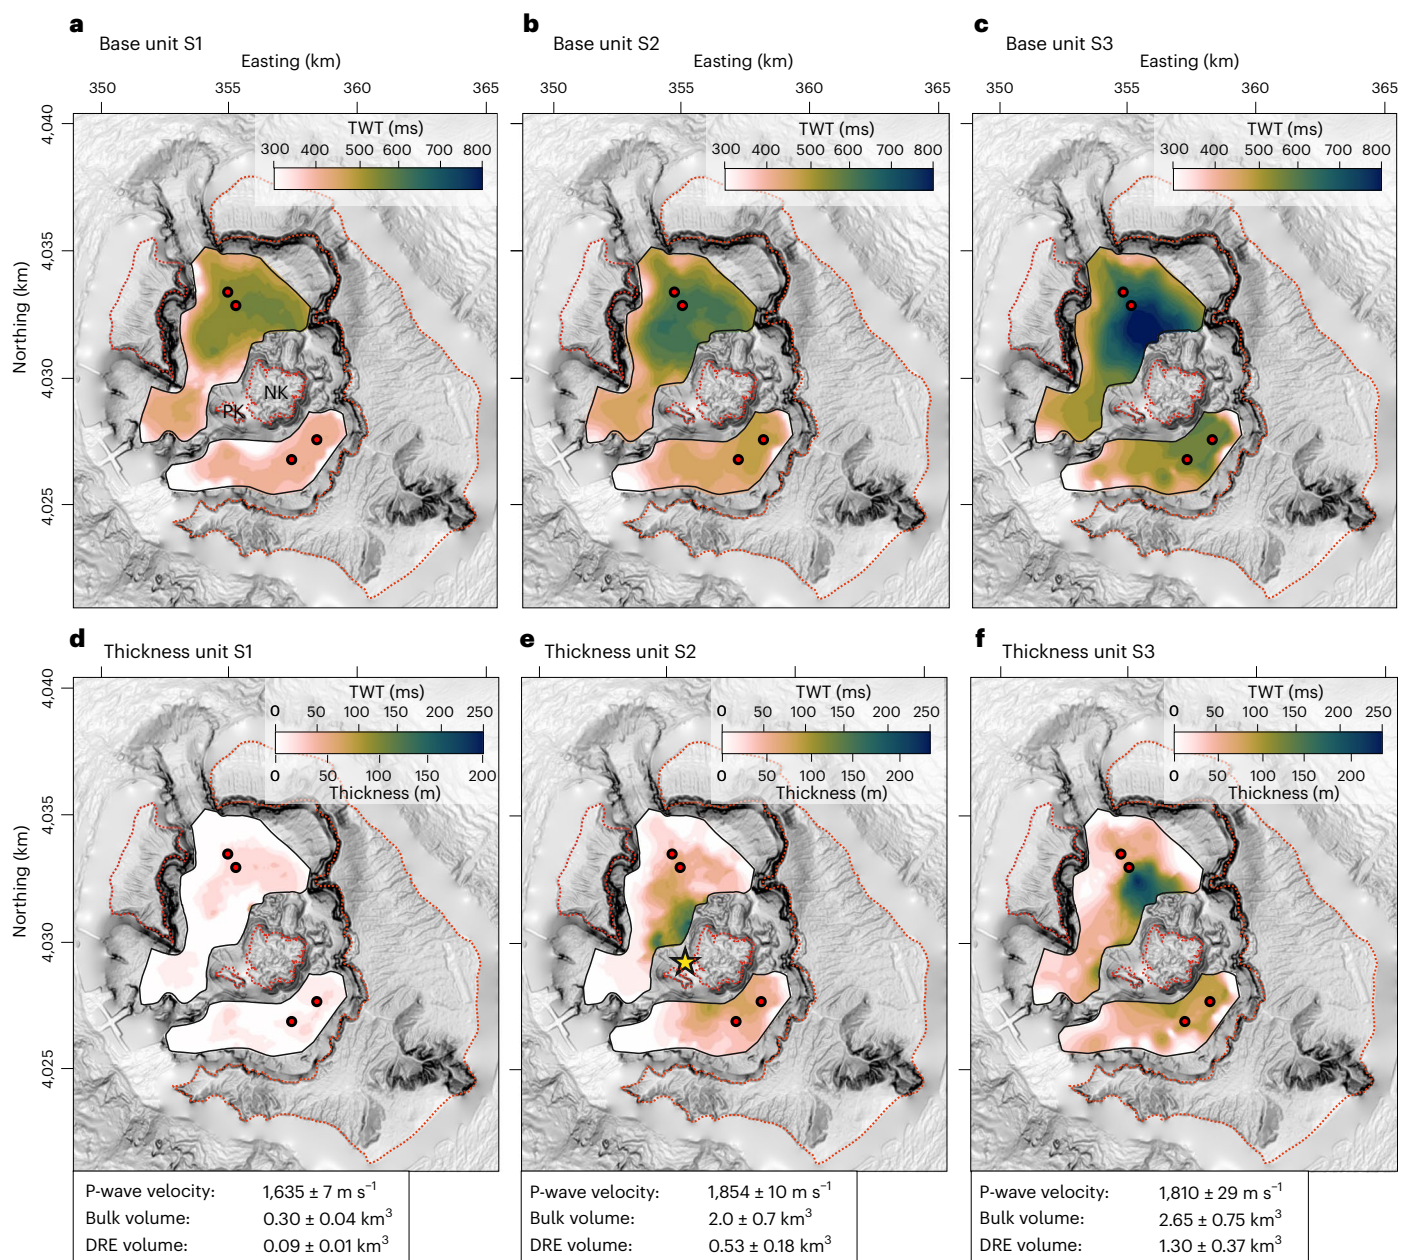 a
Base unit S1
Easting (km)
350 355 360 365
b
Base unit S2
Easting (km)
350 355 360 365
c
Base unit S3
Easting (km)
350 355 360 365
4,040
4,035
4,030
4,025
Northing (km)
TWT (ms)
300 400 500 600 700 800
NK
PK
TWT (ms)
300 400 500 600 700 800
TWT (ms)
300 400 500 600 700 800
d
Thickness unit S1
e
Thickness unit S2
f
Thickness unit S3
4,040
4,035
4,030
4,025
Northing (km)
TWT (ms)
0 50 100 150 200 250
0 50 100 150 200
Thickness (m)
TWT (ms)
0 50 100 150 200 250
0 50 100 150 200
Thickness (m)
TWT (ms)
0 50 100 150 200 250
0 50 100 150 200
Thickness (m)
P-wave velocity: 1,635 ± 7 m s⁻¹
Bulk volume: 0.30 ± 0.04 km³
DRE volume: 0.09 ± 0.01 km³
P-wave velocity: 1,854 ± 10 m s⁻¹
Bulk volume: 2.0 ± 0.7 km³
DRE volume: 0.53 ± 0.18 km³
P-wave velocity: 1,810 ± 29 m s⁻¹
Bulk volume: 2.65 ± 0.75 km³
DRE volume: 1.30 ± 0.37 km³